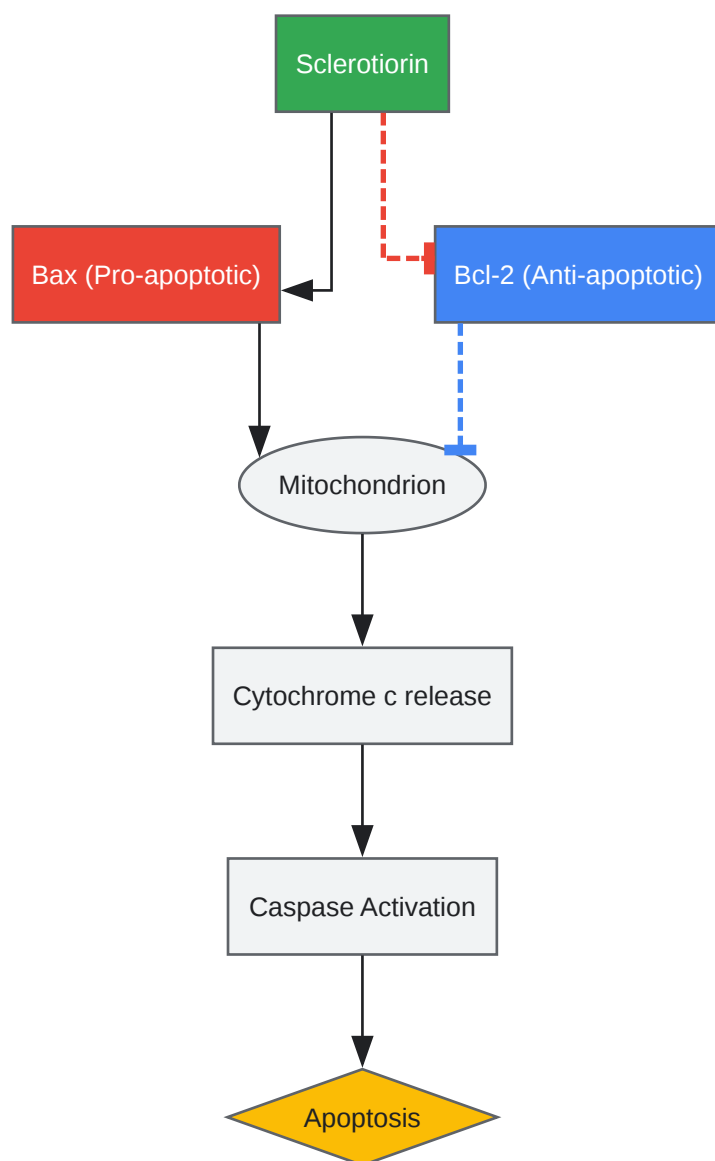 Sclerotiorin
Bax (Pro-apoptotic)
Bcl-2 (Anti-apoptotic)
Mitochondrion
Cytochrome c release
Caspase Activation
Apoptosis